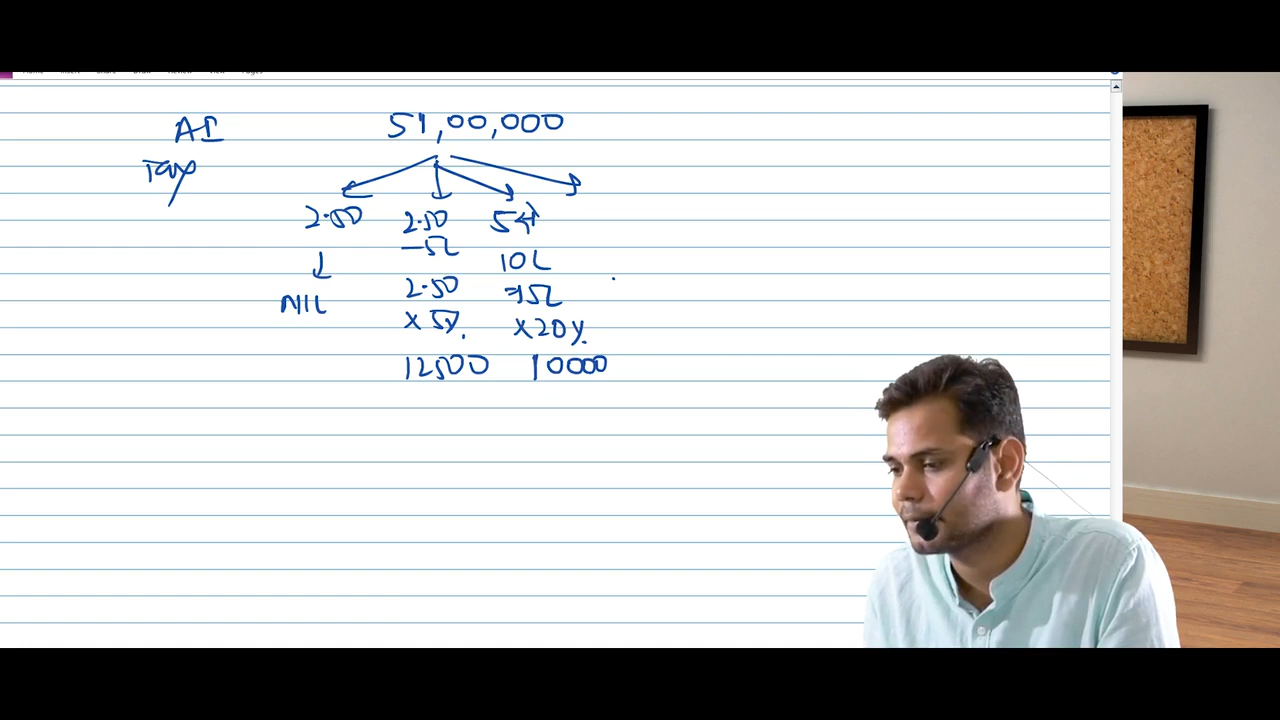 AI 51,00,000
Tax
2.50 2.50 5L
-5L 10L
NIL 2.50 =5L
x 5% x 20%
12500 10000